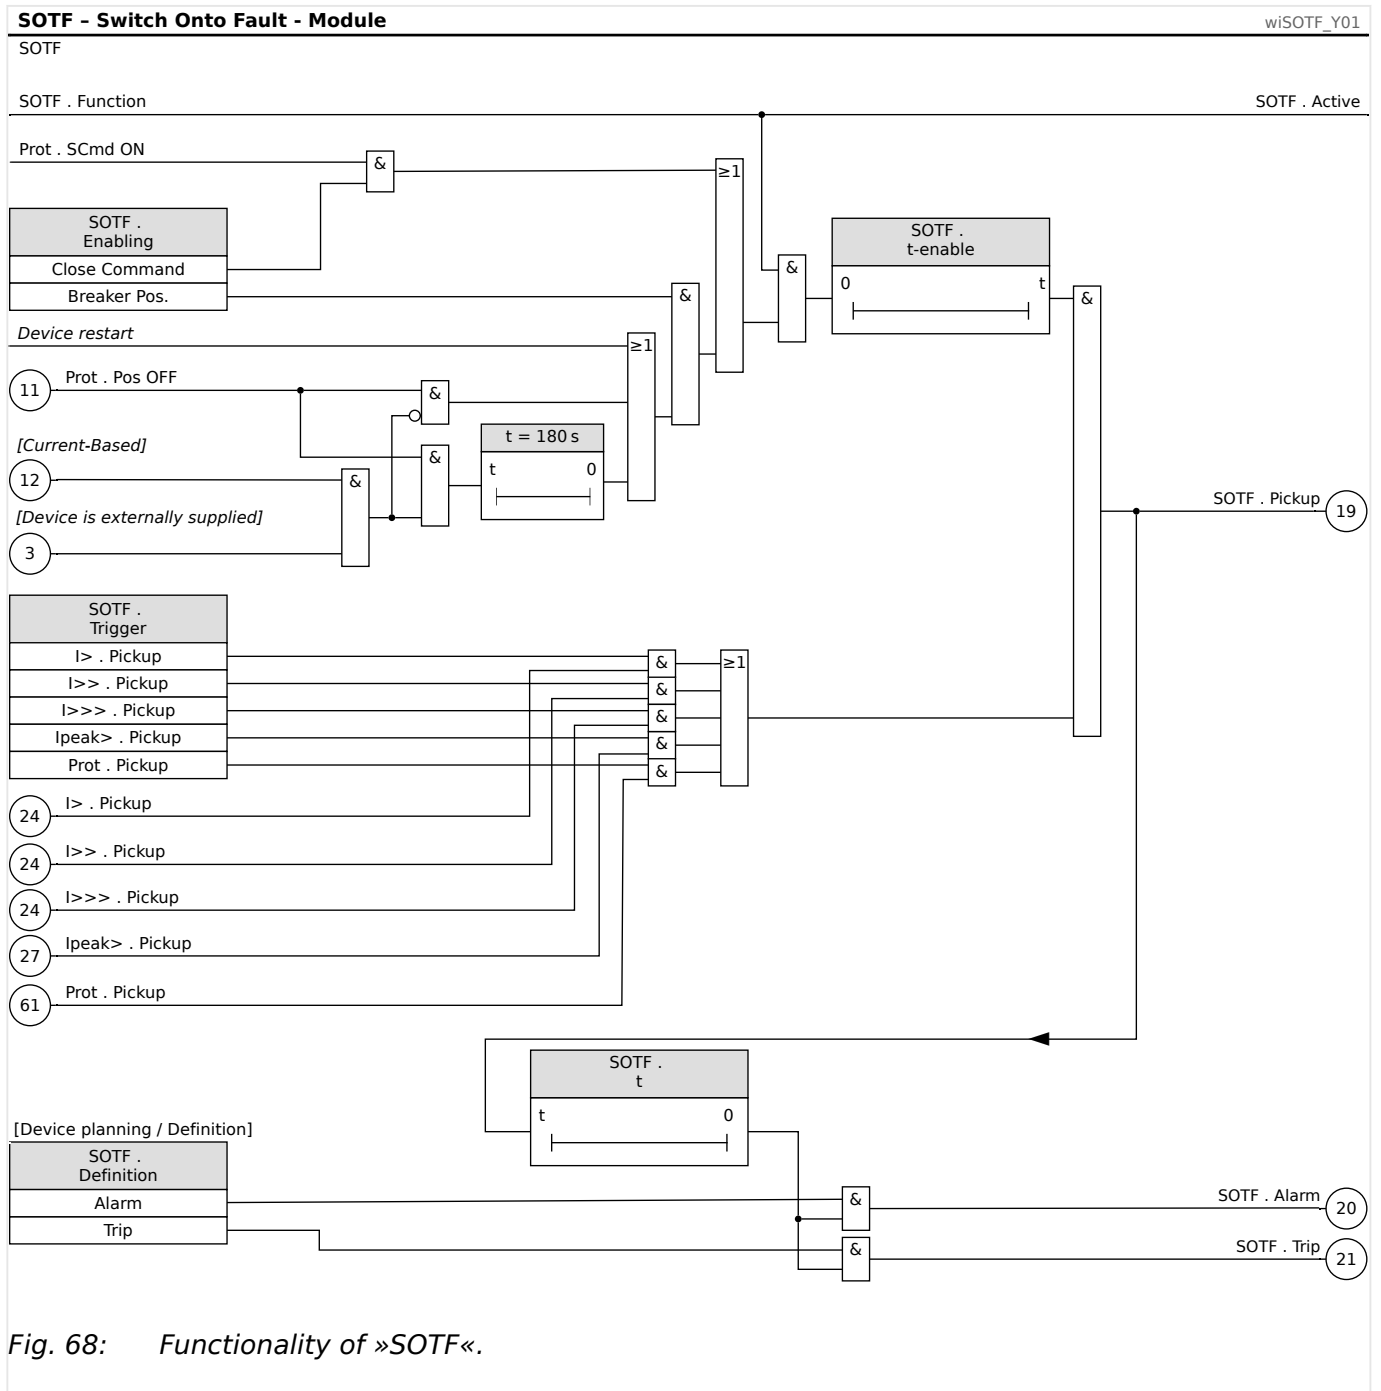 SOTF – Switch Onto Fault - Module
wiSOTF_Y01
SOTF
SOTF . Function
SOTF . Active
Prot . SCmd ON
&
≥1
SOTF .
Enabling
Close Command
Breaker Pos.
SOTF .
t-enable
0
t
&
&
&
Device restart
≥1
11
Prot . Pos OFF
&
t = 180 s
t
0
[Current-Based]
12
&
&
[Device is externally supplied]
3
SOTF . Pickup
19
SOTF .
Trigger
I> . Pickup
I>> . Pickup
I>>> . Pickup
Ipeak> . Pickup
Prot . Pickup
&
&
&
&
&
≥1
24
I> . Pickup
24
I>> . Pickup
24
I>>> . Pickup
27
Ipeak> . Pickup
61
Prot . Pickup
SOTF .
t
t
0
[Device planning / Definition]
SOTF .
Definition
Alarm
Trip
&
SOTF . Alarm
20
&
SOTF . Trip
21
Fig. 68: Functionality of »SOTF«.